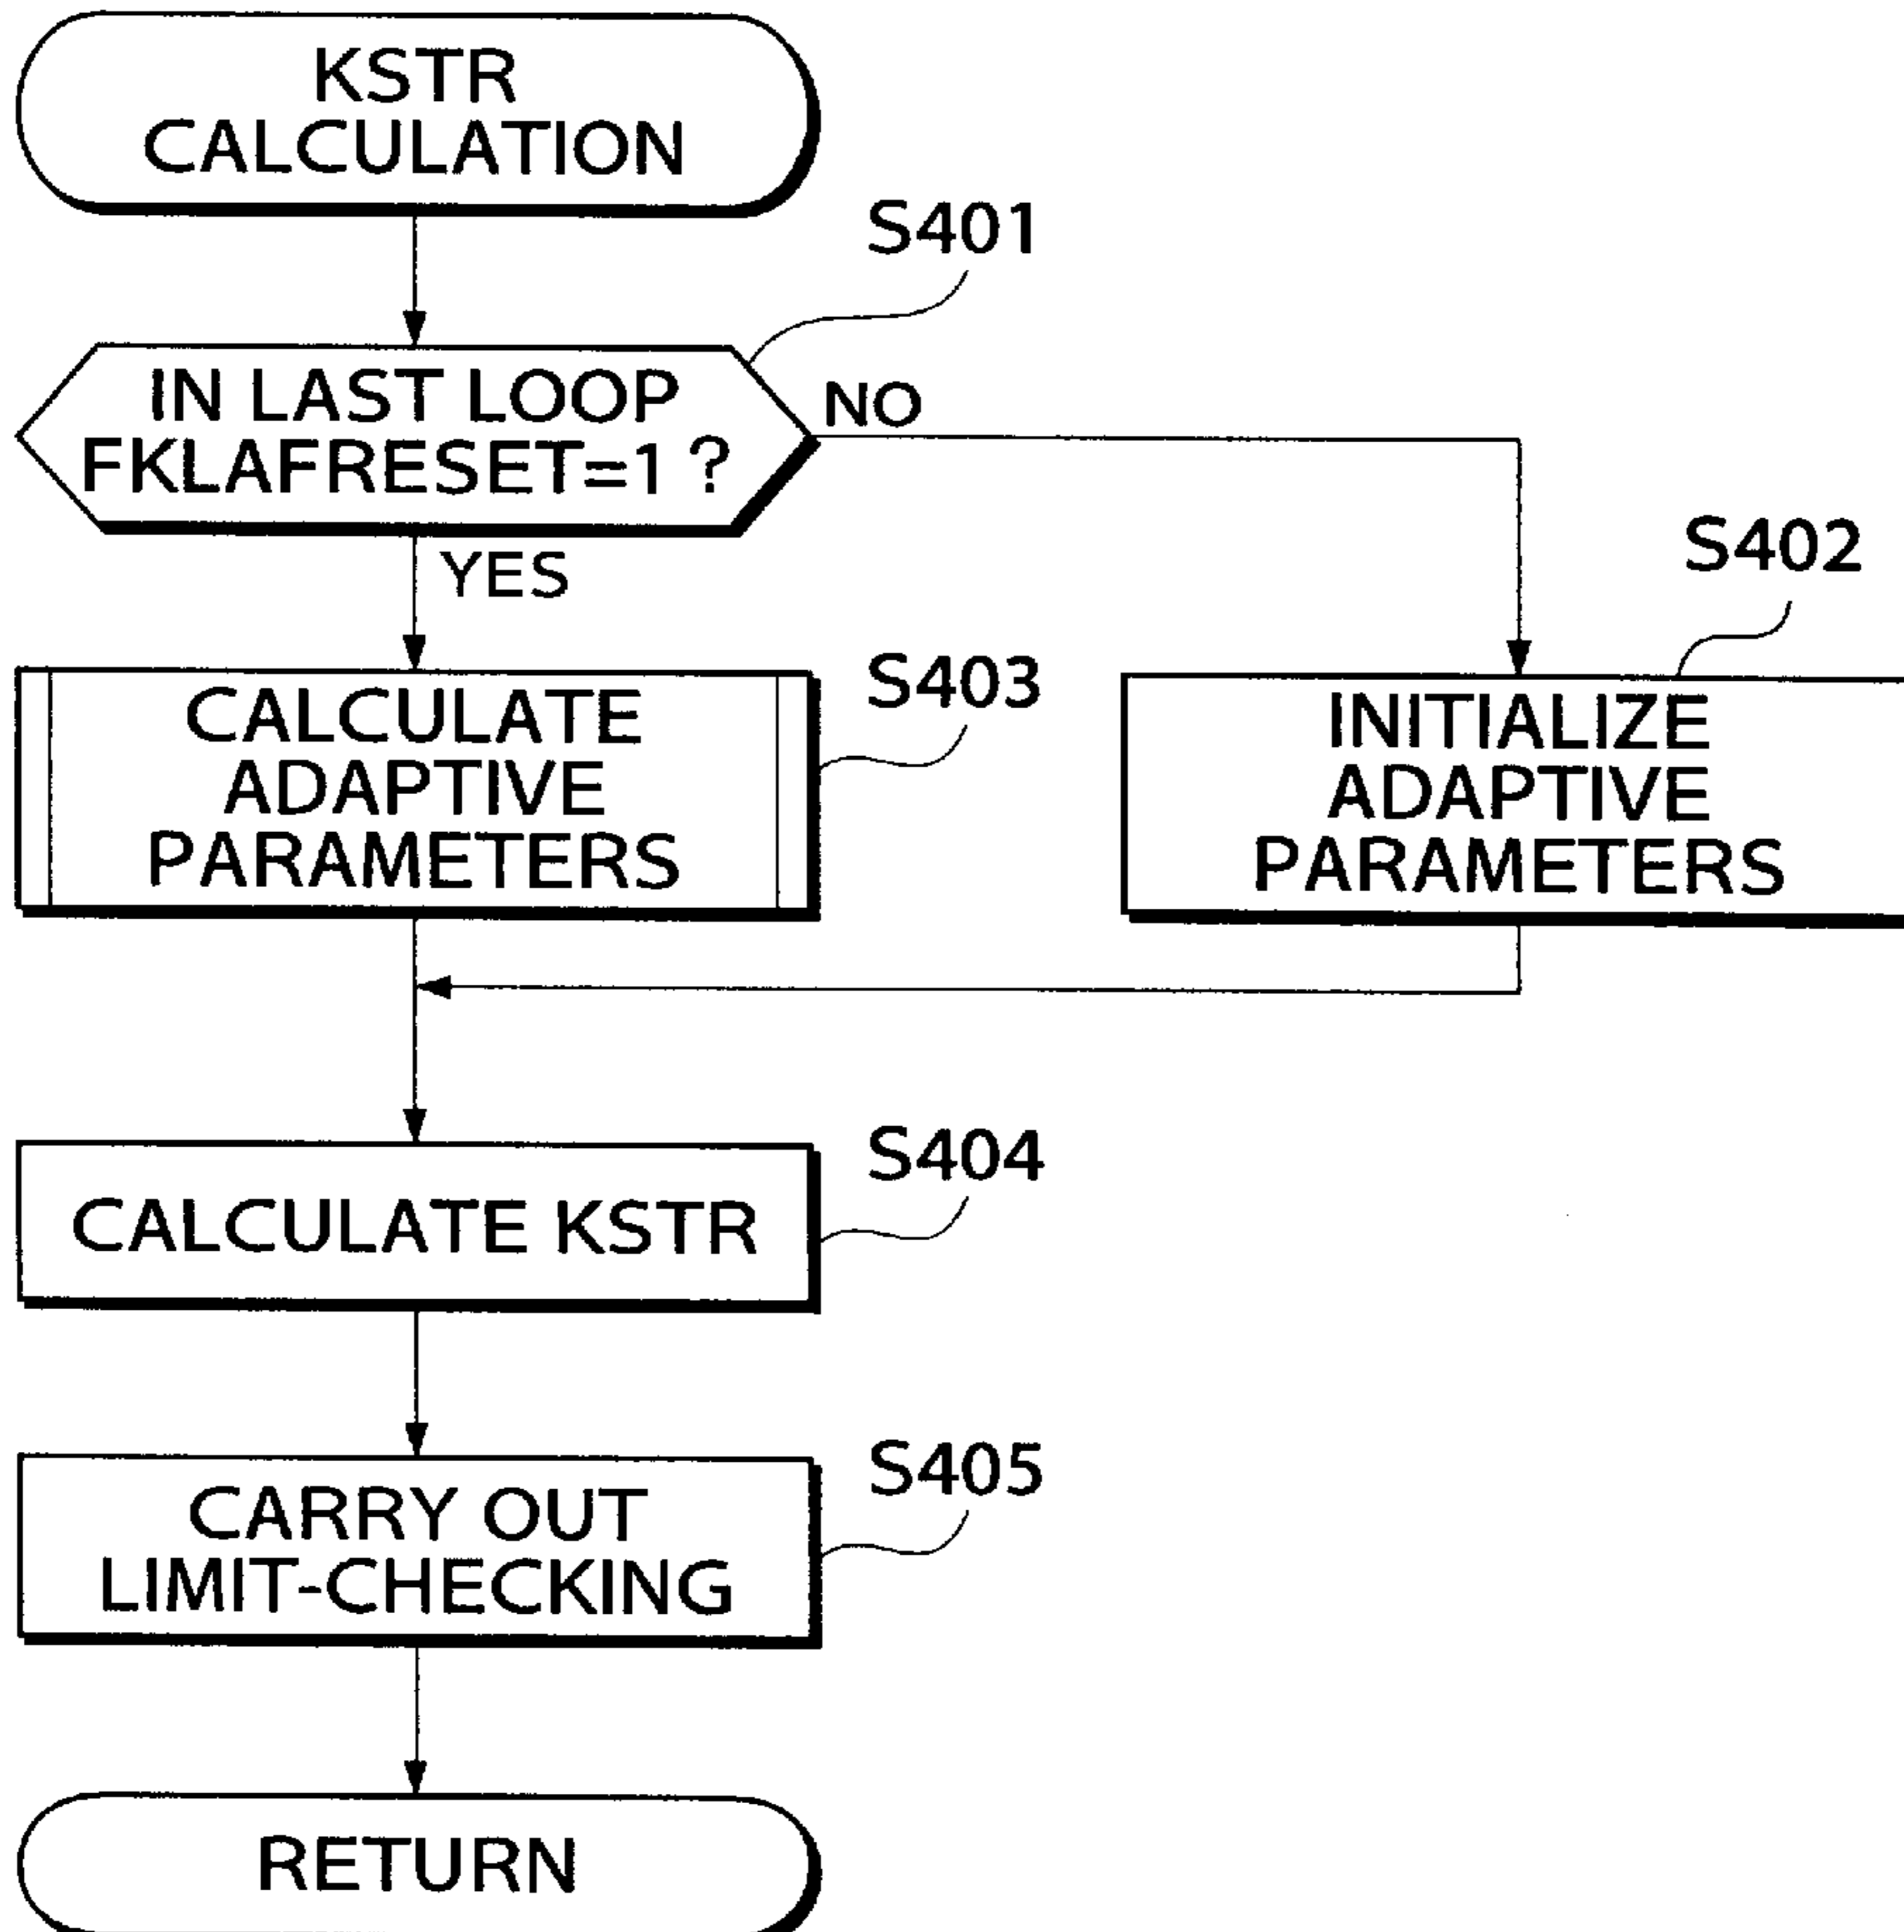 KSTR
CALCULATION
S401
IN LAST LOOP
FKLAFRESET=1 ?
NO
YES
S402
S403
CALCULATE
ADAPTIVE
PARAMETERS
INITIALIZE
ADAPTIVE
PARAMETERS
S404
CALCULATE KSTR
S405
CARRY OUT
LIMIT-CHECKING
RETURN